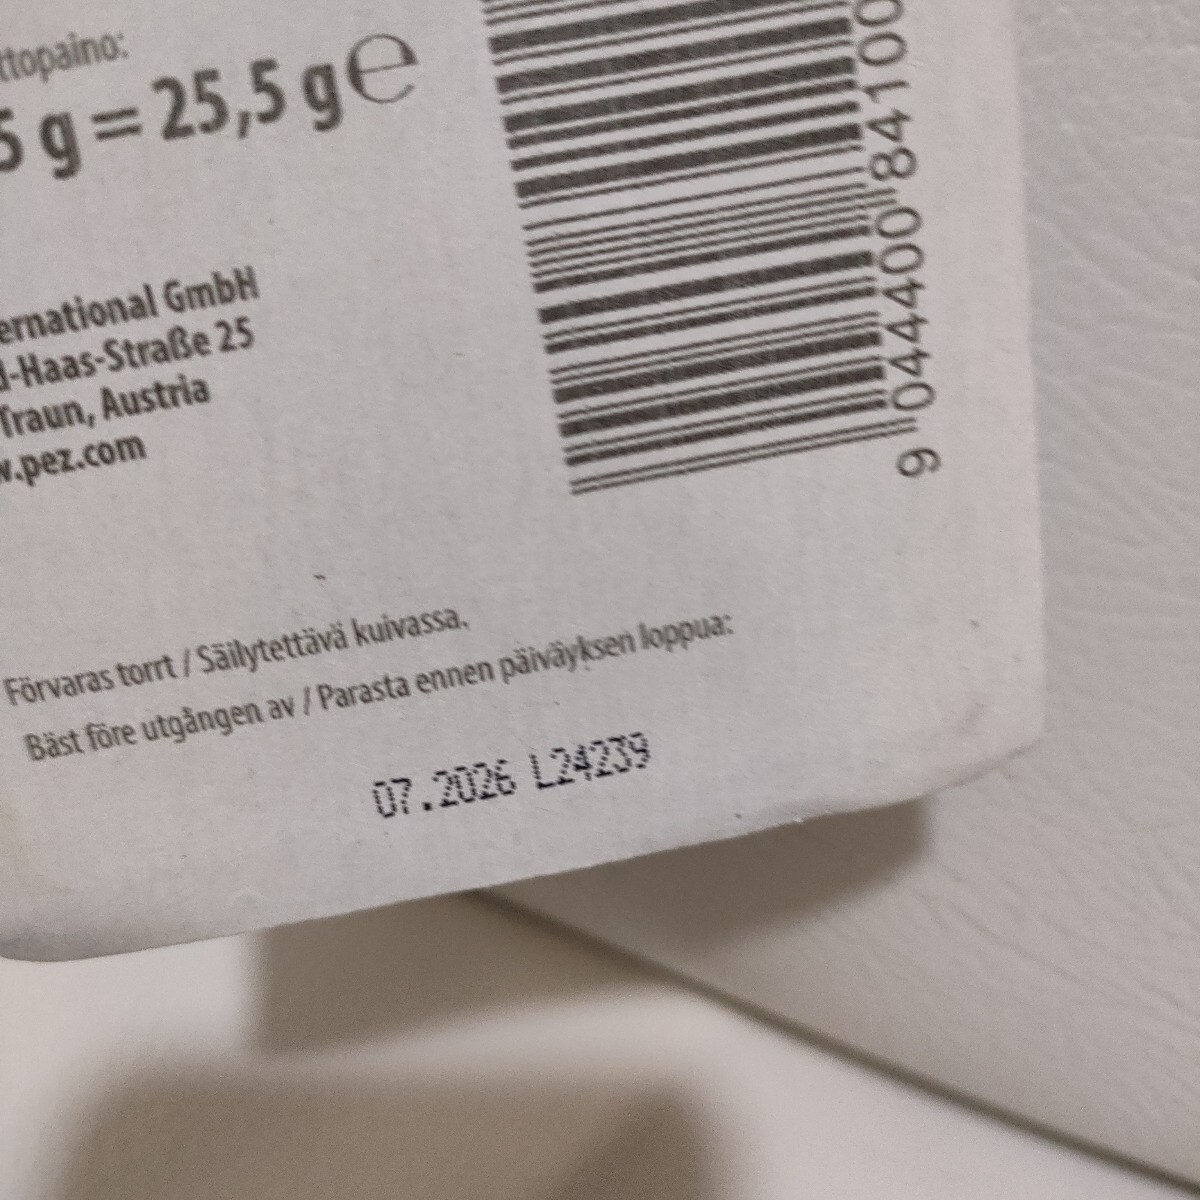 ttopaino:
5 g = 25,5 g ℮
ernational GmbH
d-Haas-Straße 25
Traun, Austria
w.pez.com
9 044400 84100
Förvaras torrt / Säilytettävä kuivassa.
Bäst före utgången av / Parasta ennen päiväyksen loppua:
07.2026 L24239